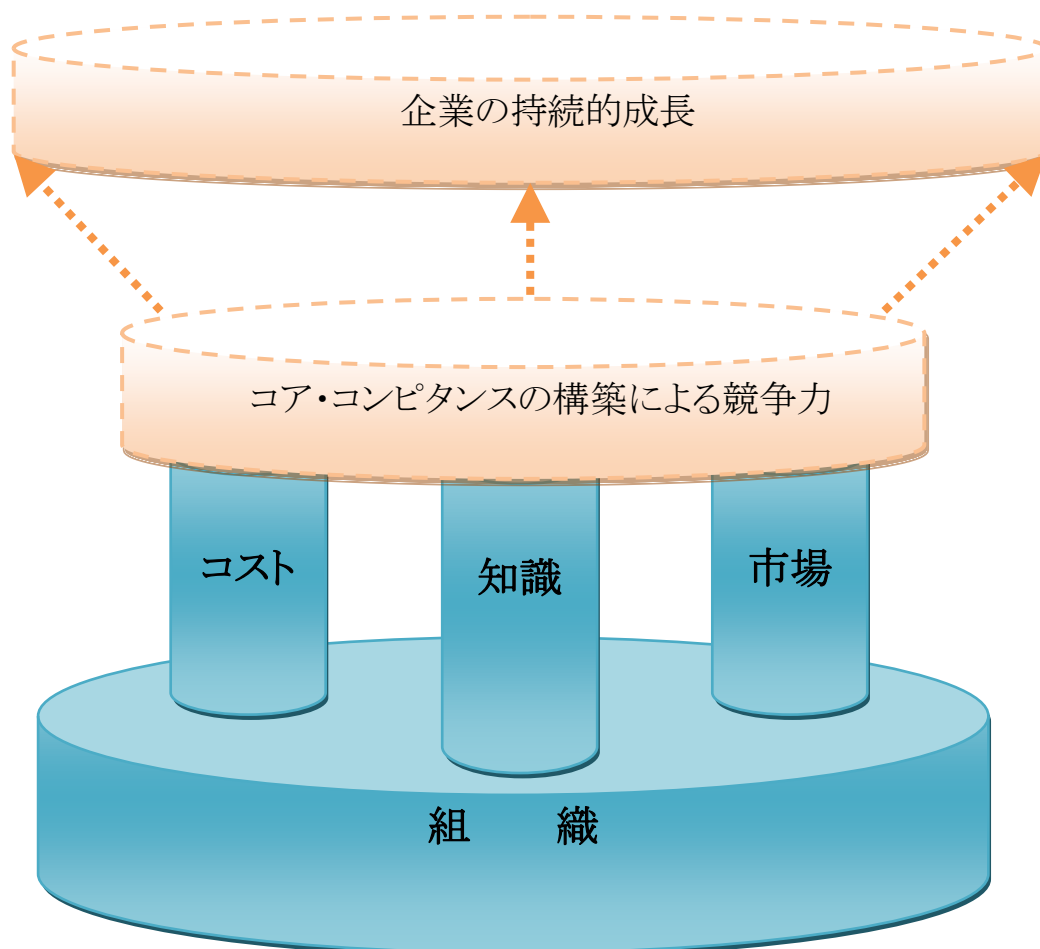 企業の持続的成長
コア・コンピタンスの構築による競争力
コスト
知識
市場
組　織